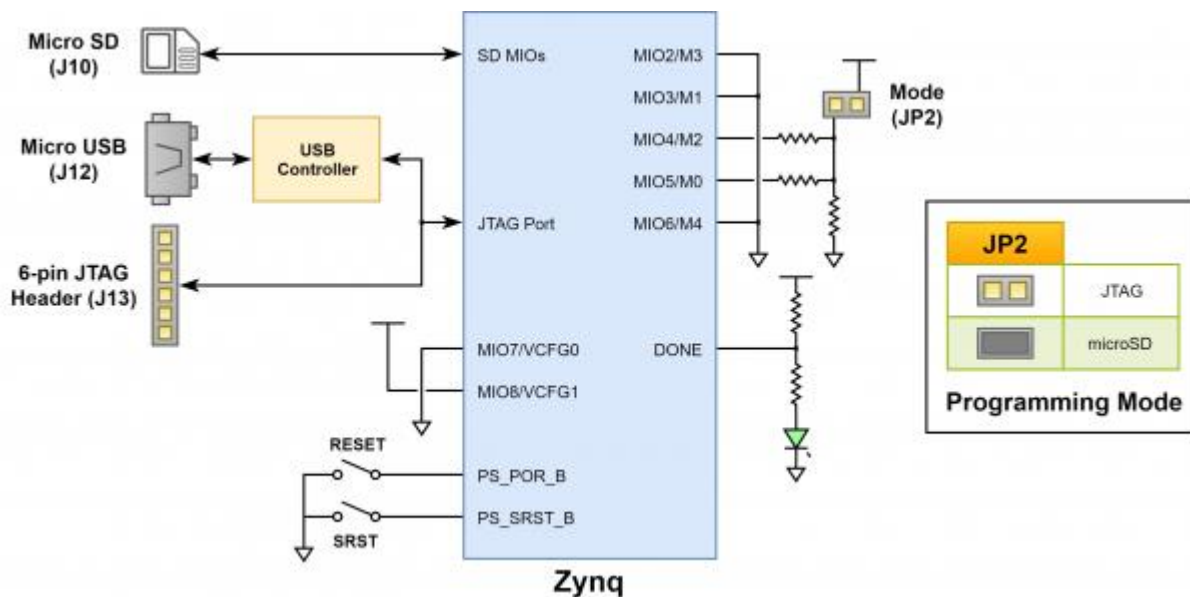 Micro SD
(J10)
SD MIOs
MIO2/M3
MIO3/M1
MIO4/M2
MIO5/M0
MIO6/M4
Mode
(JP2)
Micro USB
(J12)
USB
Controller
JTAG Port
6-pin JTAG
Header (J13)
MIO7/VCFG0
MIO8/VCFG1
DONE
RESET
PS_POR_B
PS_SRST_B
SRST
Zynq
JP2
JTAG
microSD
Programming Mode